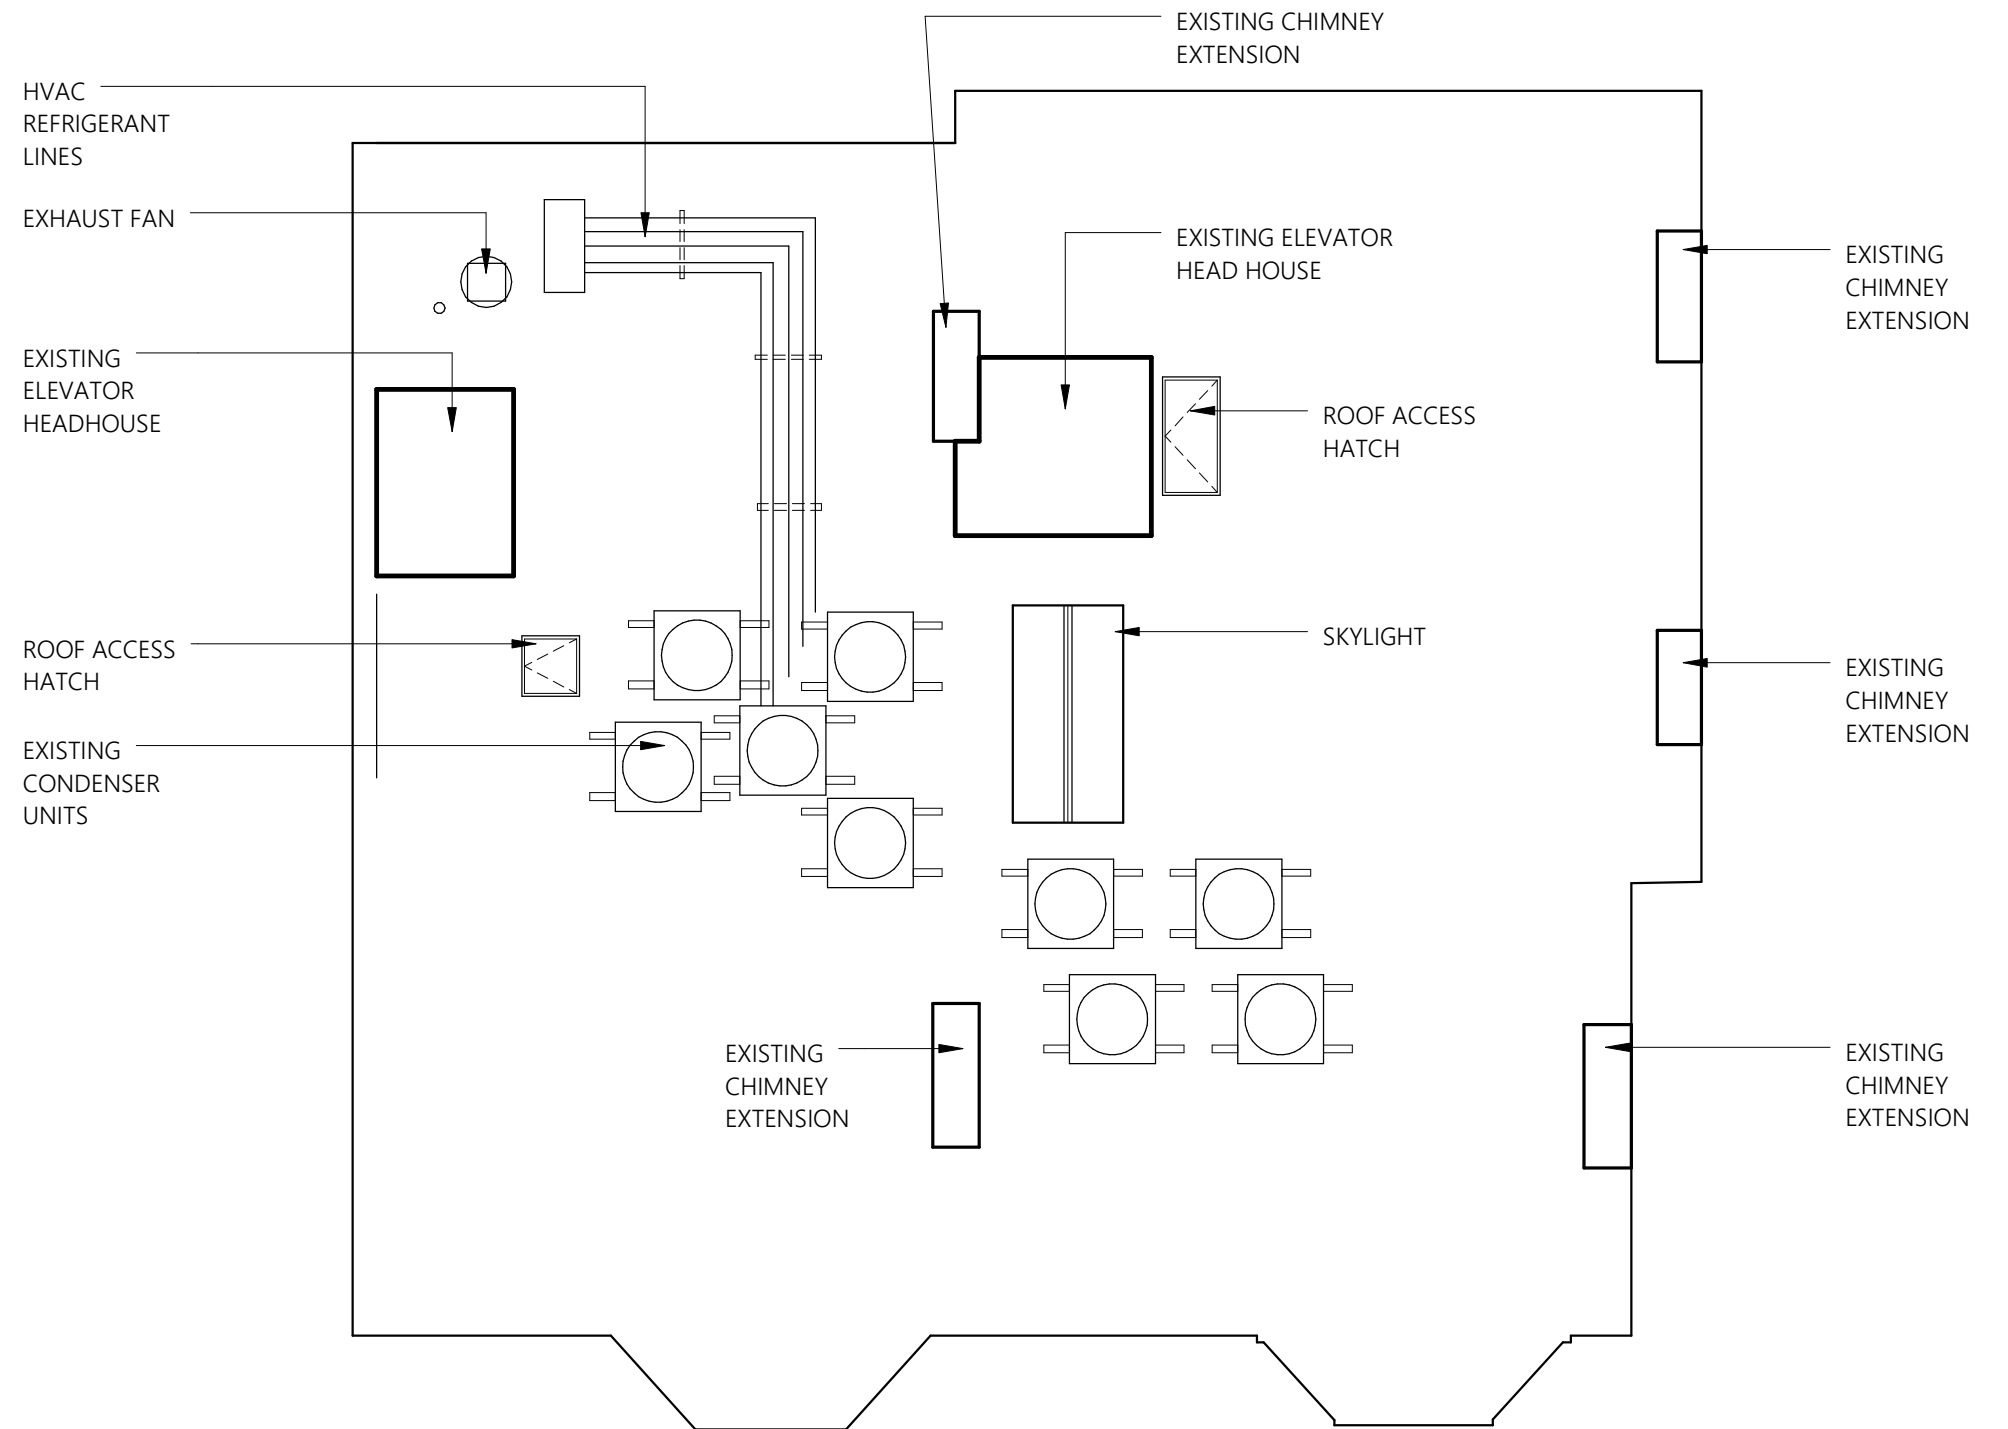 EXISTING CHIMNEY
EXTENSION
HVAC
REFRIGERANT
LINES
EXHAUST FAN
EXISTING ELEVATOR
HEAD HOUSE
EXISTING
CHIMNEY
EXTENSION
EXISTING
ELEVATOR
HEADHOUSE
ROOF ACCESS
HATCH
ROOF ACCESS
HATCH
SKYLIGHT
EXISTING
CHIMNEY
EXTENSION
EXISTING
CONDENSER
UNITS
EXISTING
CHIMNEY
EXTENSION
EXISTING
CHIMNEY
EXTENSION